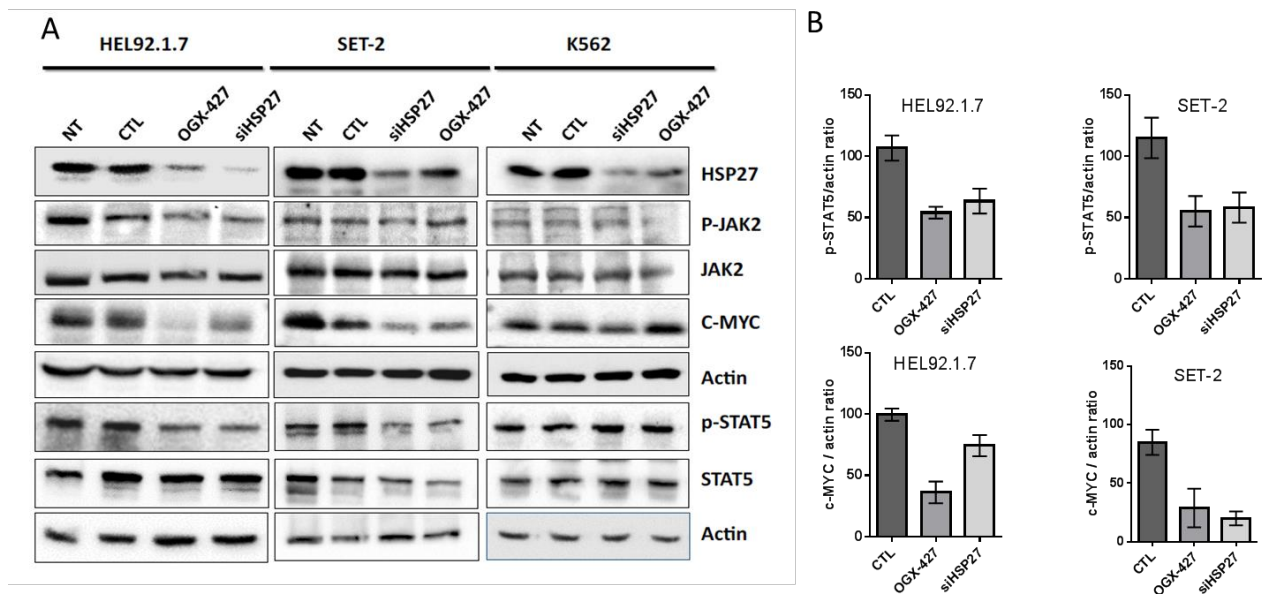 A
HEL92.1.7 SET-2 K562
NT CTL OGX-427 siHSP27 NT CTL siHSP27 OGX-427 NT CTL siHSP27 OGX-427
HSP27
P-JAK2
JAK2
C-MYC
Actin
p-STAT5
STAT5
Actin
B
HEL92.1.7
p-STAT5/actin ratio
150
100
50
0
CTL OGX-427 siHSP27
SET-2
p-STAT5/actin ratio
150
100
50
0
CTL OGX-427 siHSP27
HEL92.1.7
c-MYC / actin ratio
150
100
50
0
CTL OGX-427 siHSP27
SET-2
c-MYC / actin ratio
150
100
50
0
CTL OGX-427 siHSP27